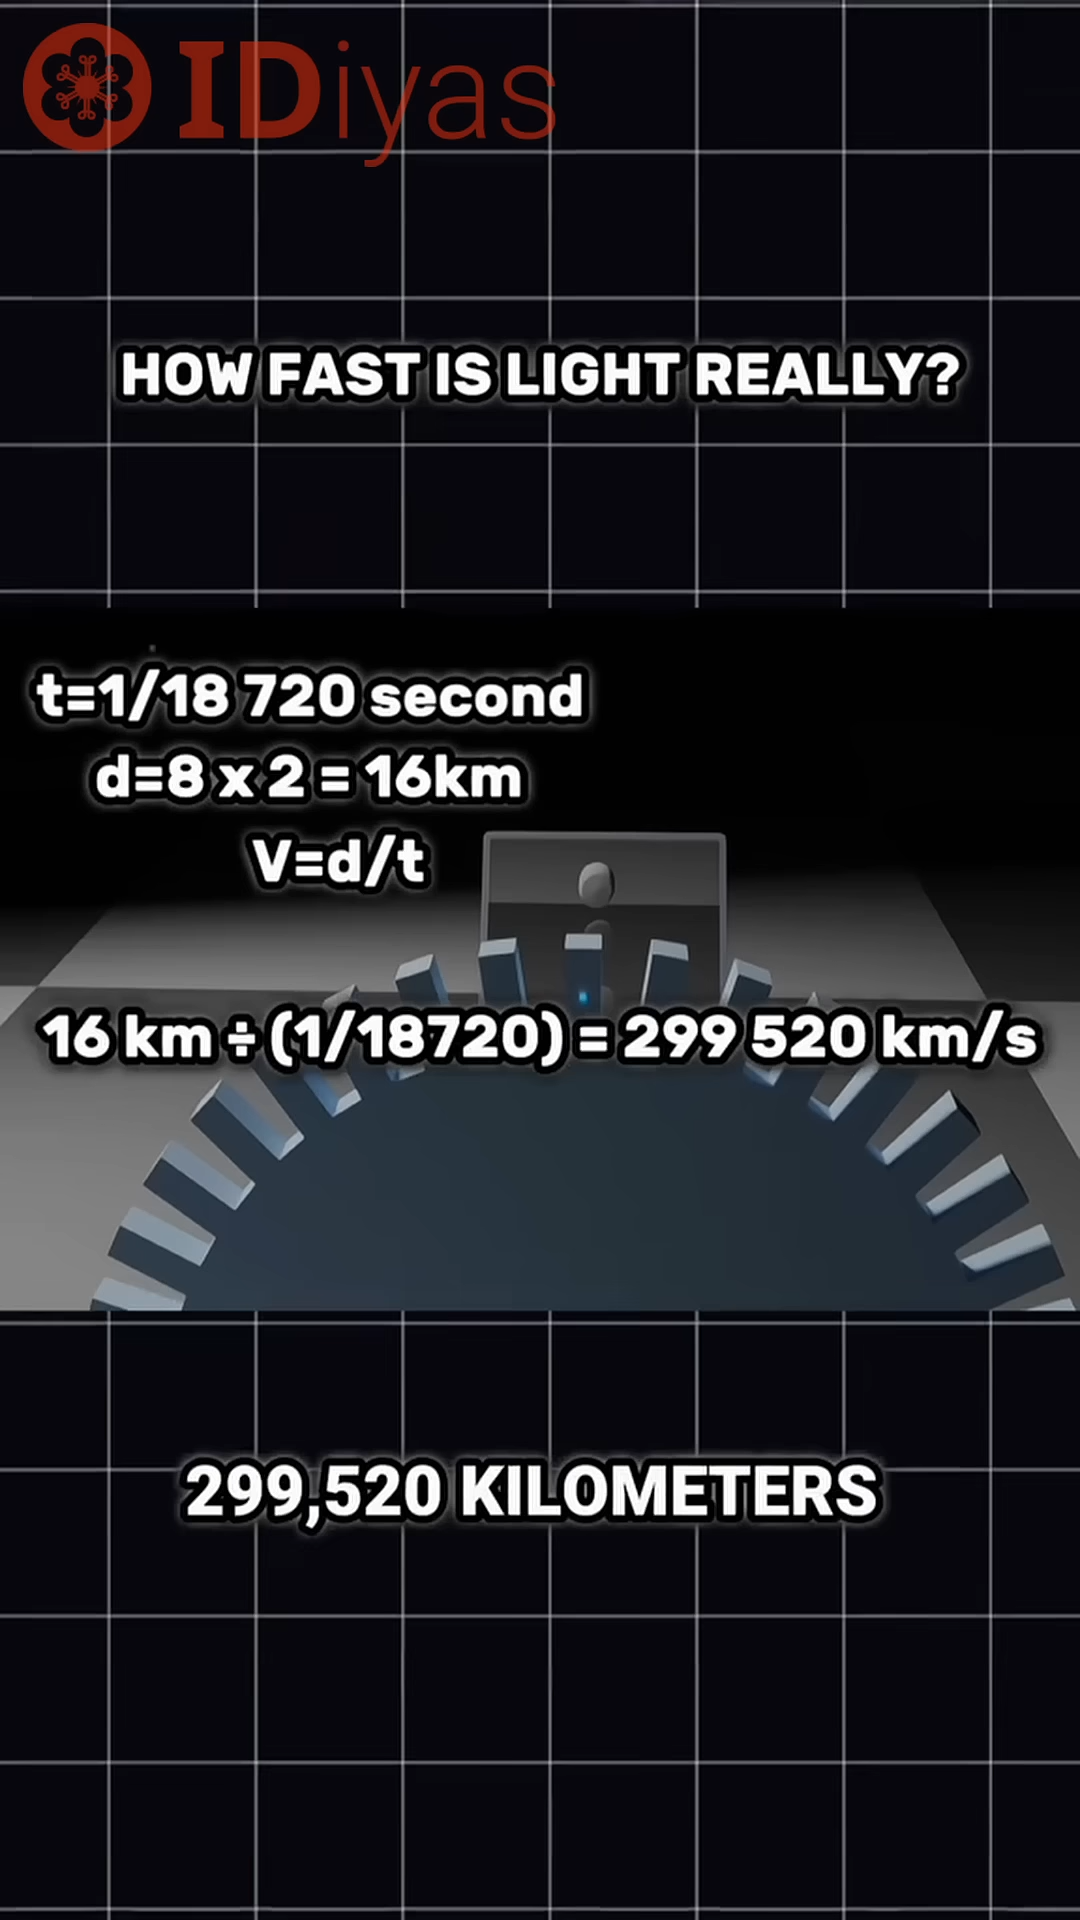 IDiyas
HOW FAST IS LIGHT REALLY?
t=1/18 720 second
d=8 x 2 = 16km
V=d/t
16 km ÷ (1/18720) = 299 520 km/s
299,520 KILOMETERS